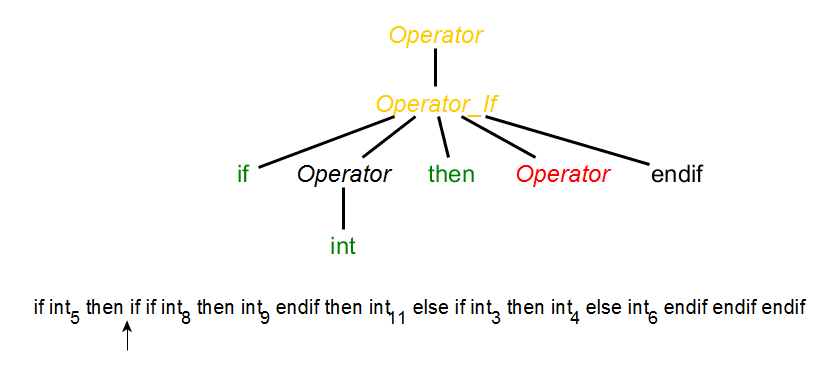 Operator
Operator_If
if Operator then Operator endif
int
if int5 then if if int8 then int9 endif then int11 else if int3 then int4 else int6 endif endif endif